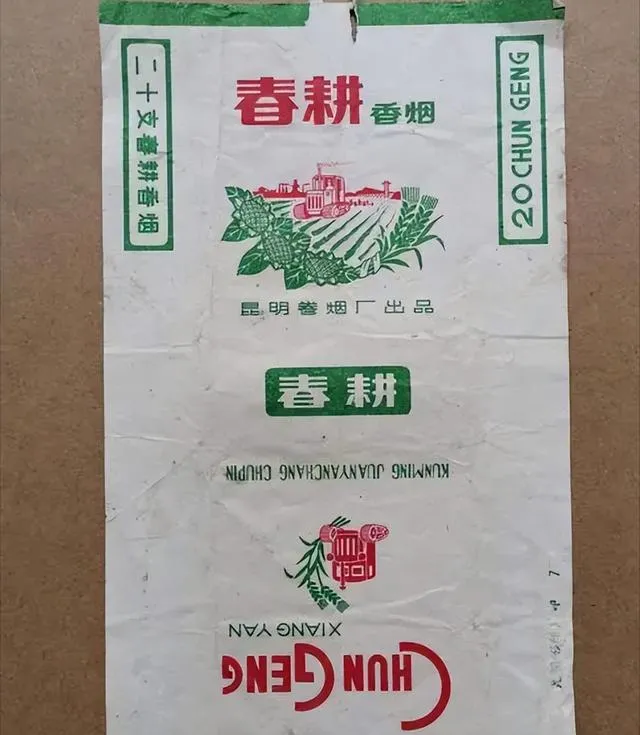 春耕香烟
二十支春耕香烟
20 CHUN GENG
昆明卷烟厂出品
春耕
KUNMING JUANYANCHANG CHUPIN
XIANG YAN
CHUN GENG
7